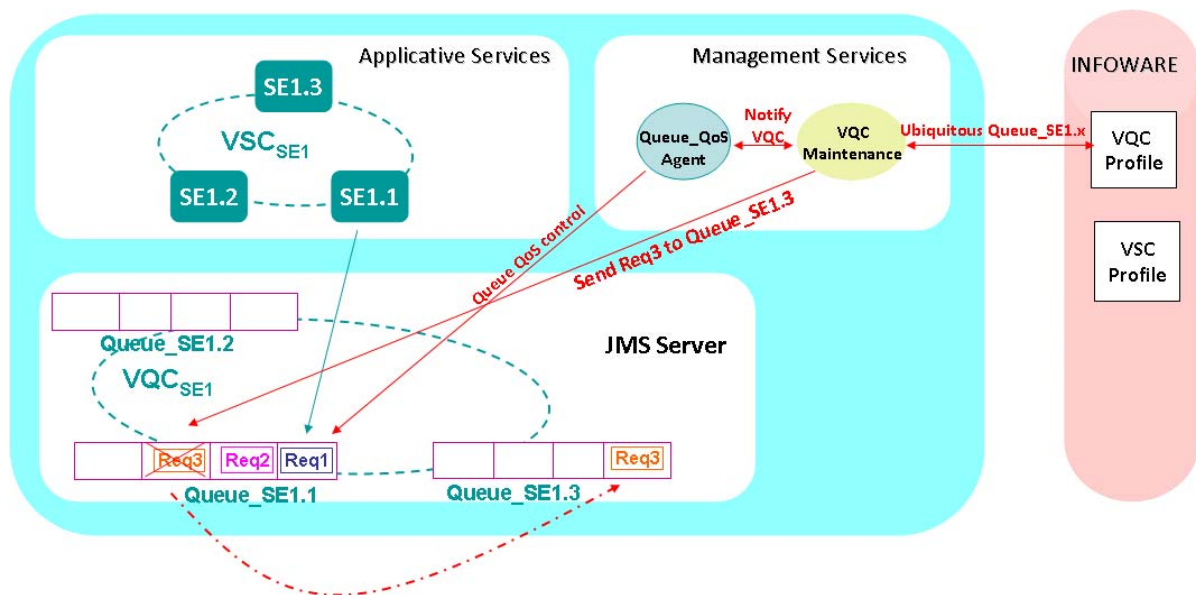 Applicative Services
SE1.3
VSC SE1
SE1.2
SE1.1
Management Services
Queue_QoS
Agent
Notify
VQC
VQC
Maintenance
Ubiquitous Queue_SE1.x
INFOWARE
VQC
Profile
VSC
Profile
Queue QoS control
Send Req3 to Queue_SE1.3
Queue_SE1.2
JMS Server
VQC SE1
Req3
Req2
Req1
Queue_SE1.1
Req3
Queue_SE1.3